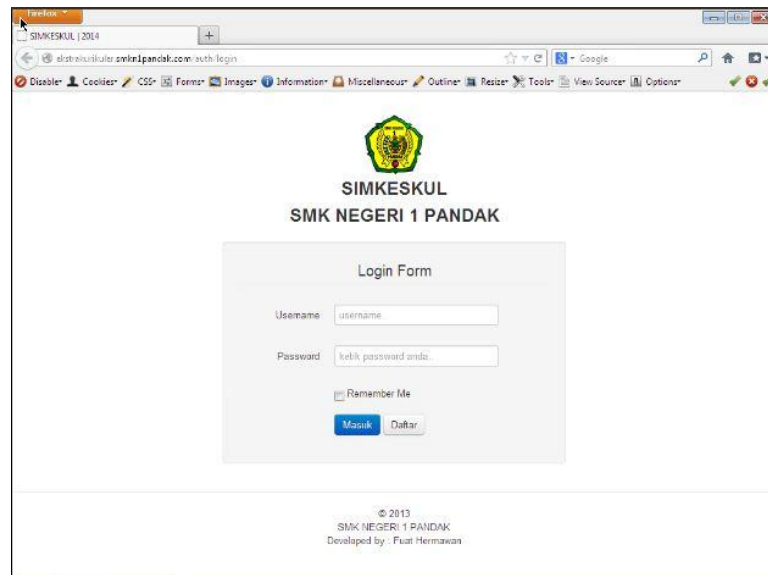 Firefox
SIMKESKUL | 2014
ekstrakurikuler.smkn1pandak.com/auth/login
Google
Disable Cookies CSS Forms Images Information Miscellaneous Outline Resize Tools View Source Options
SIMKESKUL
SMK NEGERI 1 PANDAK
Login Form
Username
username
Password
ketik password anda..
Remember Me
Masuk Daftar
© 2013
SMK NEGERI 1 PANDAK
Developed by : Fuat Hermawan